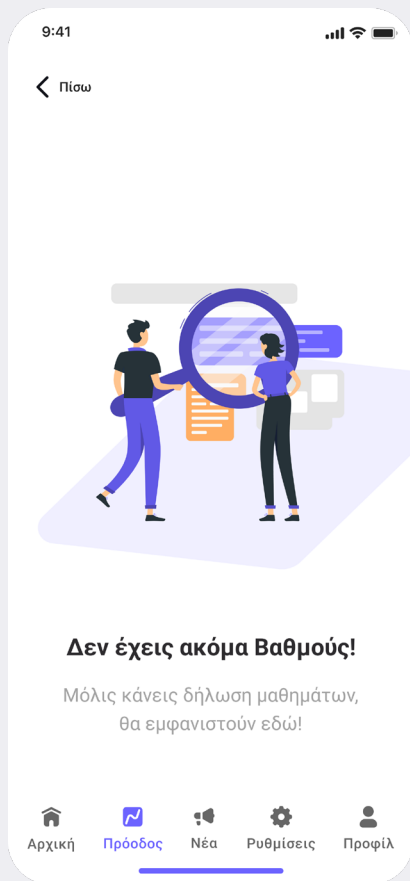 9:41
Πίσω
Δεν έχεις ακόμα Βαθμούς!
Μόλις κάνεις δήλωση μαθημάτων,
θα εμφανιστούν εδώ!
Αρχική Πρόοδος Νέα Ρυθμίσεις Προφίλ